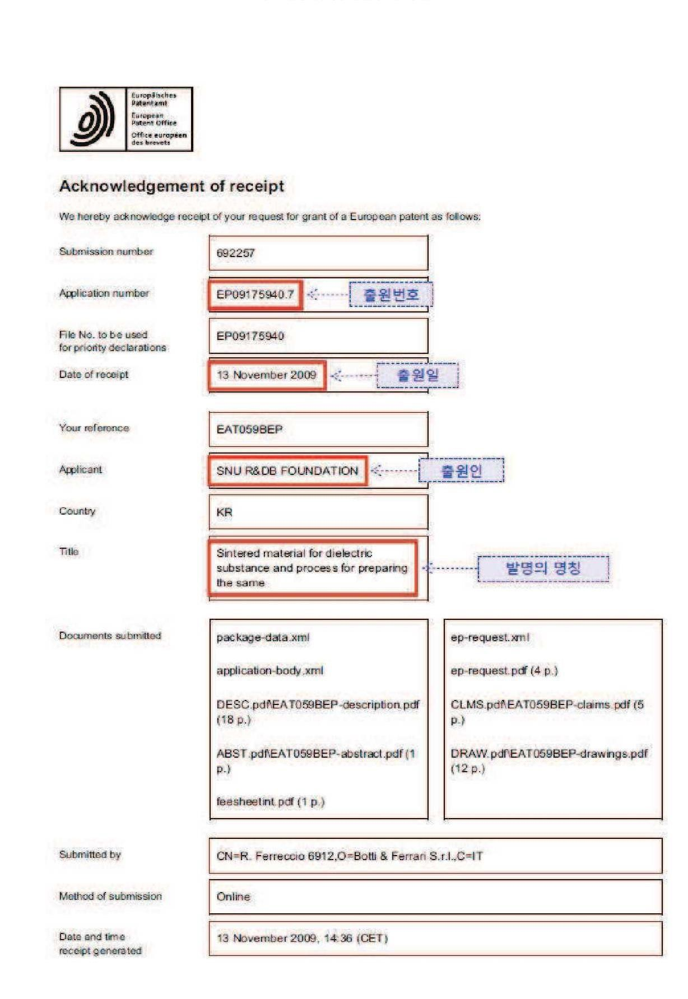 Europäisches
Patentamt
European
Patent Office
Office européen
des brevets
Acknowledgement of receipt
We hereby acknowledge receipt of your request for grant of a European patent as follows:
Submission number
692257
Application number
EP09175940.7
출원번호
File No. to be used
for priority declarations
EP09175940
Date of receipt
13 November 2009
출원일
Your reference
EAT059BEP
Applicant
SNU R&DB FOUNDATION
출원인
Country
KR
Title
Sintered material for dielectric
substance and process for preparing
the same
발명의 명칭
Documents submitted
package-data.xml
ep-request.xml
application-body.xml
ep-request.pdf (4 p.)
DESC.pdf\EAT059BEP-description.pdf
(18 p.)
CLMS.pdf\EAT059BEP-claims.pdf (5
p.)
ABST.pdf\EAT059BEP-abstract.pdf (1
p.)
DRAW.pdf\EAT059BEP-drawings.pdf
(12 p.)
feesheetint.pdf (1 p.)
Submitted by
CN=R. Ferreccio 6912,O=Botti & Ferrari S.r.l.,C=IT
Method of submission
Online
Date and time
receipt generated
13 November 2009, 14:36 (CET)